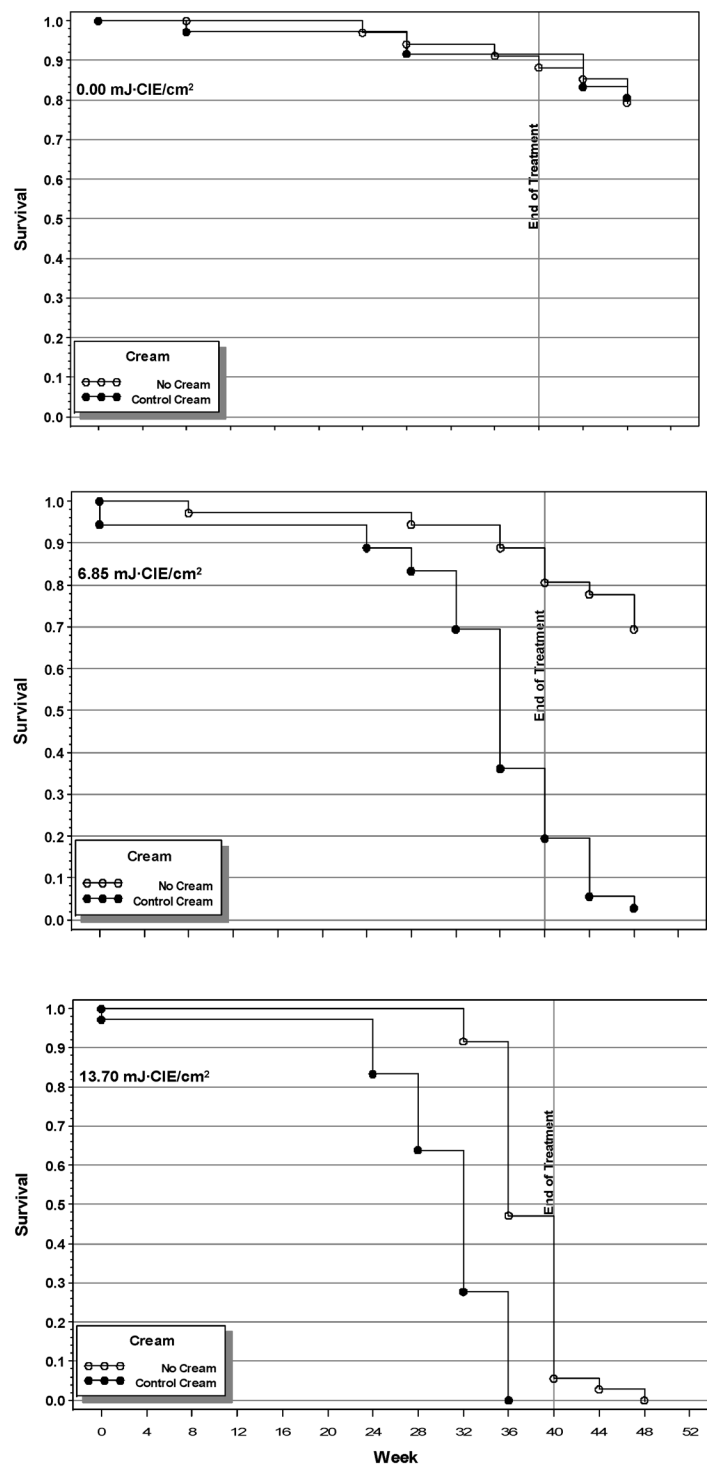 1.0
0.9
0.00 mJ·CIE/cm²
0.8
0.7
0.6
Survival
End of Treatment
0.5
0.4
0.3
0.2
Cream
0.1
No Cream
Control Cream
0.0
1.0
0.9
6.85 mJ·CIE/cm²
0.8
0.7
0.6
Survival
End of Treatment
0.5
0.4
0.3
0.2
Cream
0.1
No Cream
Control Cream
0.0
1.0
0.9
13.70 mJ·CIE/cm²
0.8
0.7
0.6
Survival
End of Treatment
0.5
0.4
0.3
0.2
Cream
0.1
No Cream
Control Cream
0.0
0 4 8 12 16 20 24 28 32 36 40 44 48 52
Week